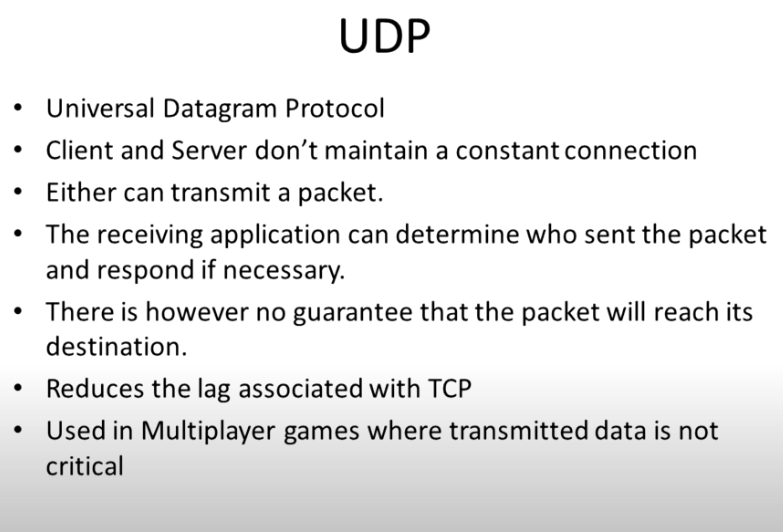 UDP
• Universal Datagram Protocol
• Client and Server don't maintain a constant connection
• Either can transmit a packet.
• The receiving application can determine who sent the packet
and respond if necessary.
• There is however no guarantee that the packet will reach its
destination.
• Reduces the lag associated with TCP
• Used in Multiplayer games where transmitted data is not
critical